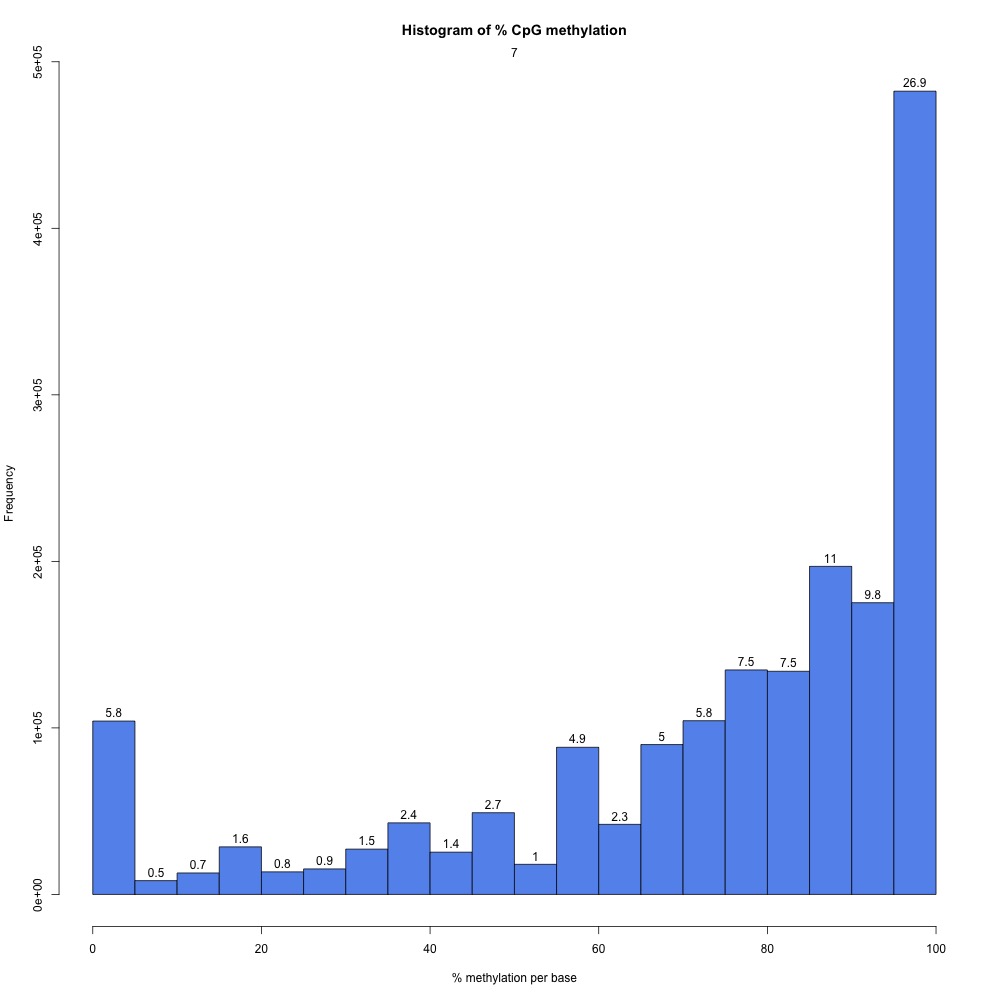 Histogram of % CpG methylation
7
5e+05
4e+05
3e+05
2e+05
1e+05
0e+00
Frequency
5.8
0.5
0.7
1.6
0.8
0.9
1.5
2.4
1.4
2.7
1
4.9
2.3
5
5.8
7.5
7.5
11
9.8
26.9
0 20 40 60 80 100
% methylation per base